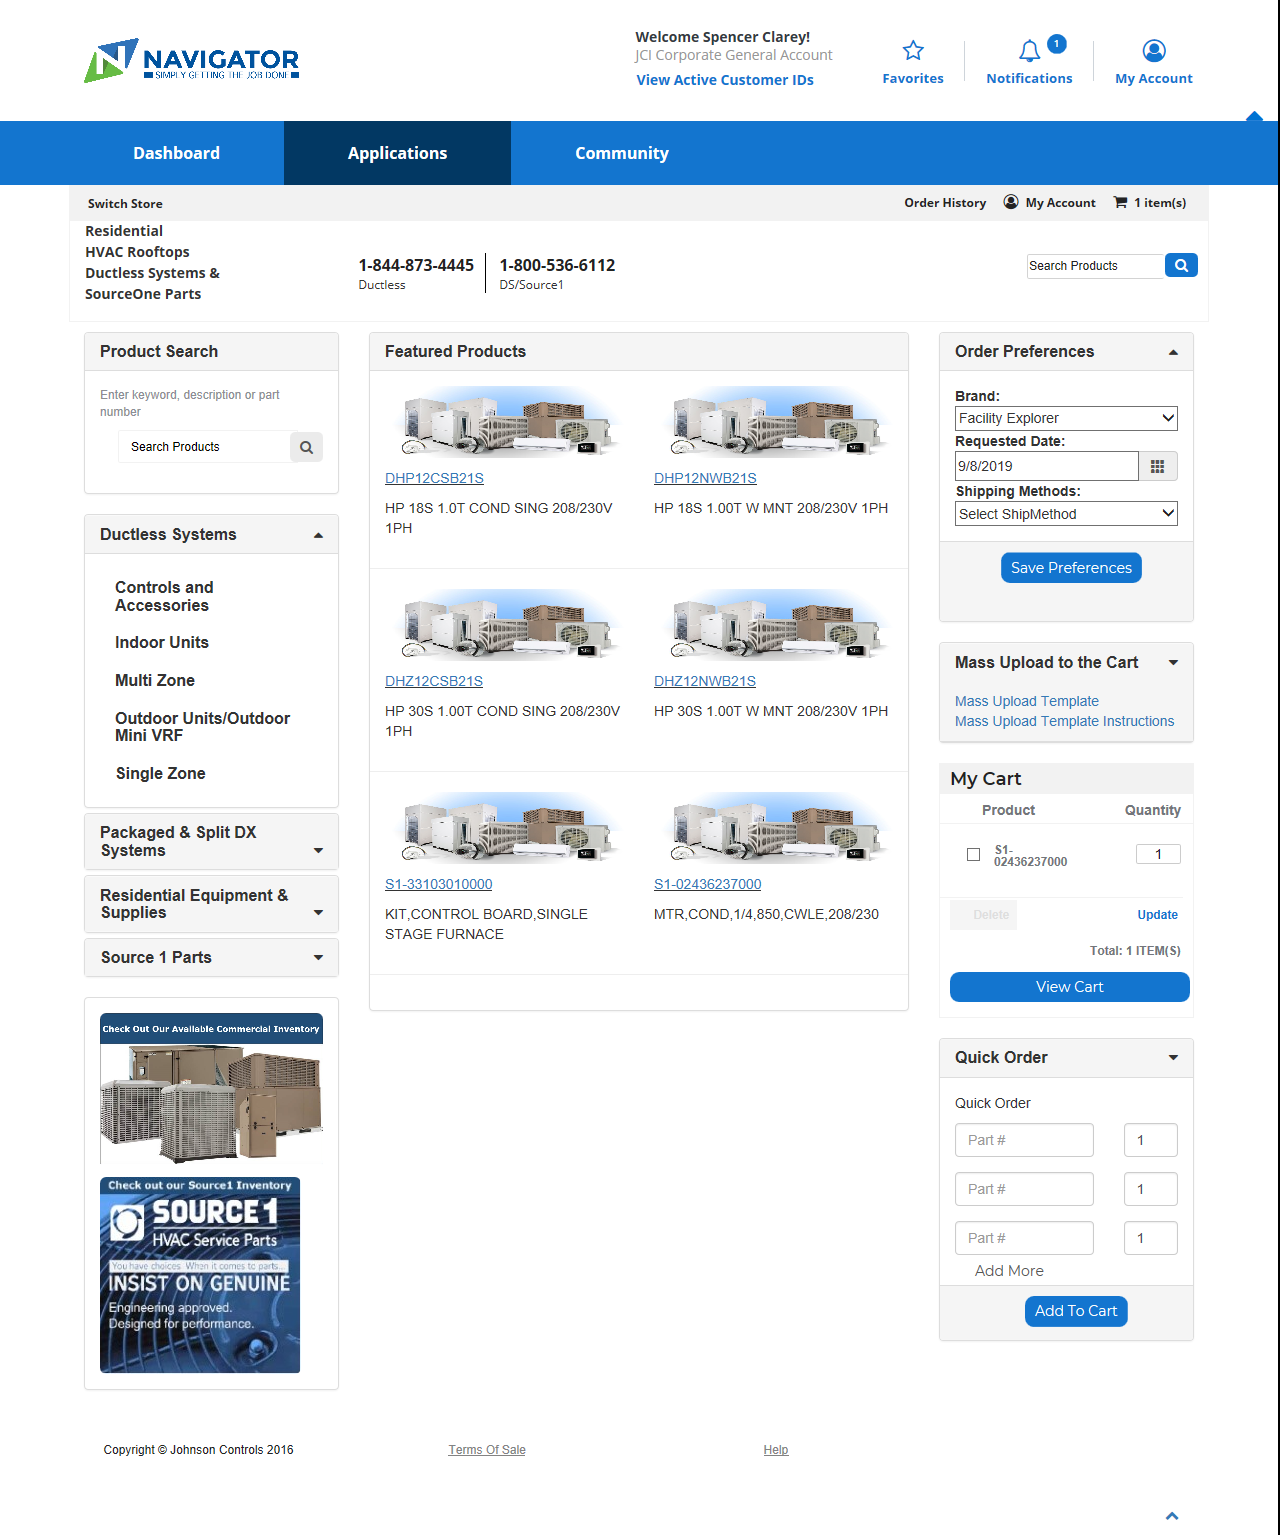 NAVIGATOR
SIMPLY GETTING THE JOB DONE
Welcome Spencer Clarey!
JCI Corporate General Account
View Active Customer IDs
Favorites
1
Notifications
My Account
Dashboard
Applications
Community
Switch Store
Order History
My Account
1 item(s)
Residential
HVAC Rooftops
Ductless Systems &
SourceOne Parts
1-844-873-4445
Ductless
1-800-536-6112
DS/Source1
Search Products
Product Search
Enter keyword, description or part
number
Search Products
Ductless Systems
Controls and
Accessories
Indoor Units
Multi Zone
Outdoor Units/Outdoor
Mini VRF
Single Zone
Packaged & Split DX
Systems
Residential Equipment &
Supplies
Source 1 Parts
Check Out Our Available Commercial Inventory
Check out our Source1 Inventory
SOURCE1
HVAC Service Parts
You have choices. When it comes to parts...
INSIST ON GENUINE
Engineering approved.
Designed for performance.
Featured Products
DHP12CSB21S
HP 18S 1.0T COND SING 208/230V
1PH
DHP12NWB21S
HP 18S 1.00T W MNT 208/230V 1PH
DHZ12CSB21S
HP 30S 1.00T COND SING 208/230V
1PH
DHZ12NWB21S
HP 30S 1.00T W MNT 208/230V 1PH
S1-33103010000
KIT,CONTROL BOARD,SINGLE
STAGE FURNACE
S1-02436237000
MTR,COND,1/4,850,CWLE,208/230
Order Preferences
Brand:
Facility Explorer
Requested Date:
9/8/2019
Shipping Methods:
Select ShipMethod
Save Preferences
Mass Upload to the Cart
Mass Upload Template
Mass Upload Template Instructions
My Cart
Product
Quantity
S1-
02436237000
1
Delete
Update
Total: 1 ITEM(S)
View Cart
Quick Order
Quick Order
Part #
1
Part #
1
Part #
1
Add More
Add To Cart
Copyright © Johnson Controls 2016
Terms Of Sale
Help